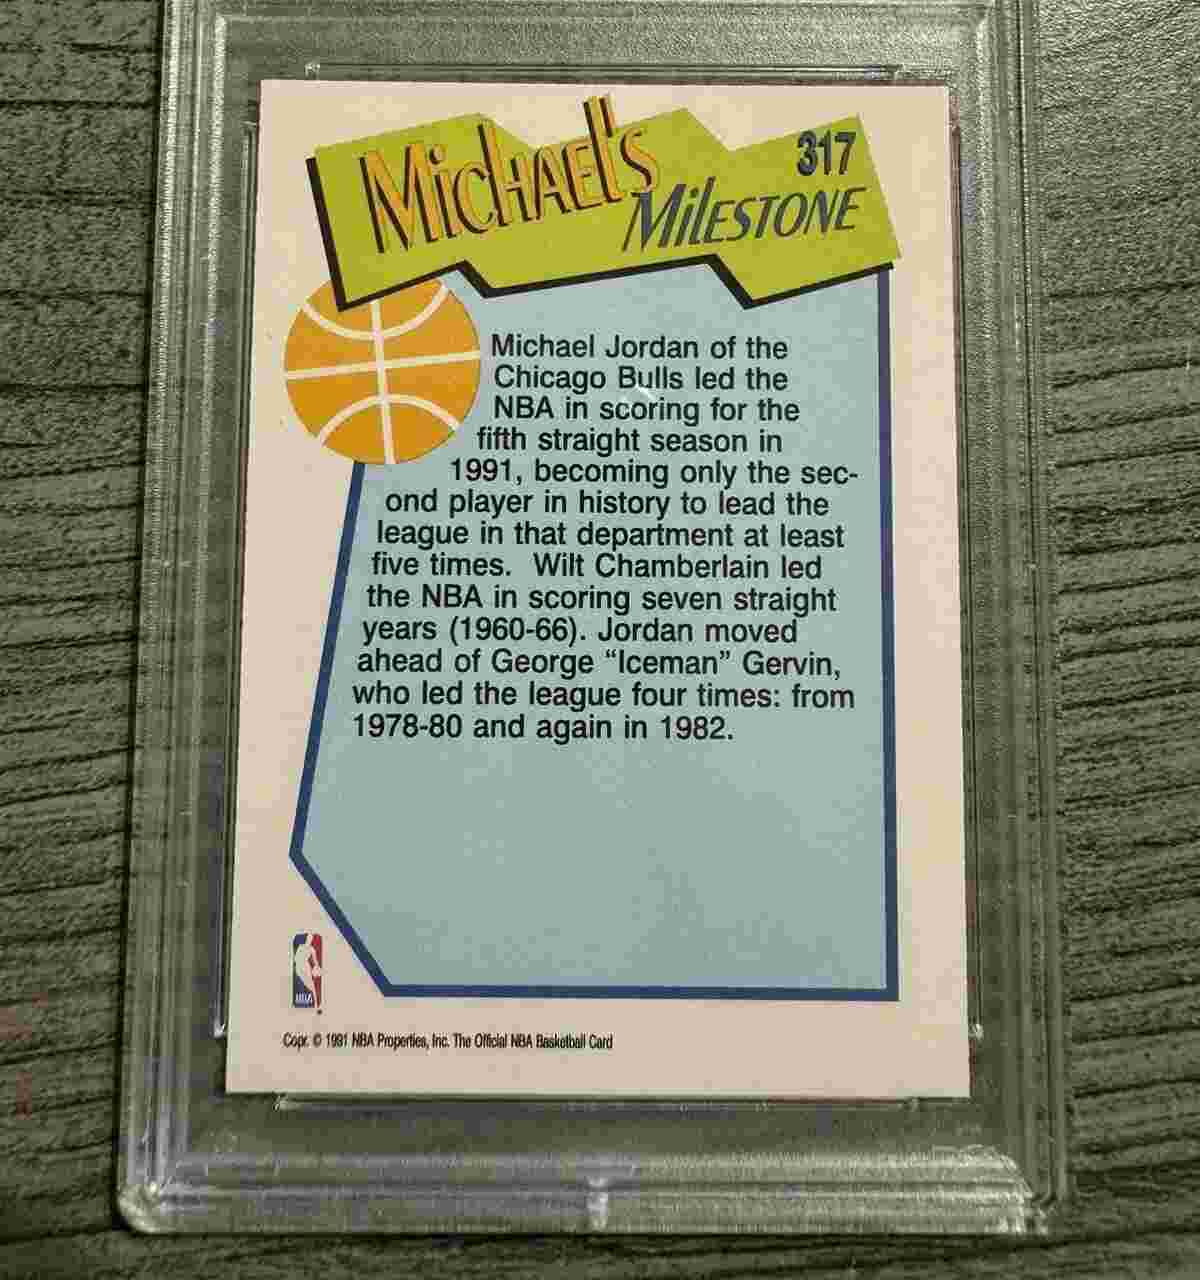 Michael's
317
Milestone
Michael Jordan of the
Chicago Bulls led the
NBA in scoring for the
fifth straight season in
1991, becoming only the sec-
ond player in history to lead the
league in that department at least
five times. Wilt Chamberlain led
the NBA in scoring seven straight
years (1960-66). Jordan moved
ahead of George “Iceman” Gervin,
who led the league four times: from
1978-80 and again in 1982.
NBA
Copr. © 1991 NBA Properties, Inc. The Official NBA Basketball Card